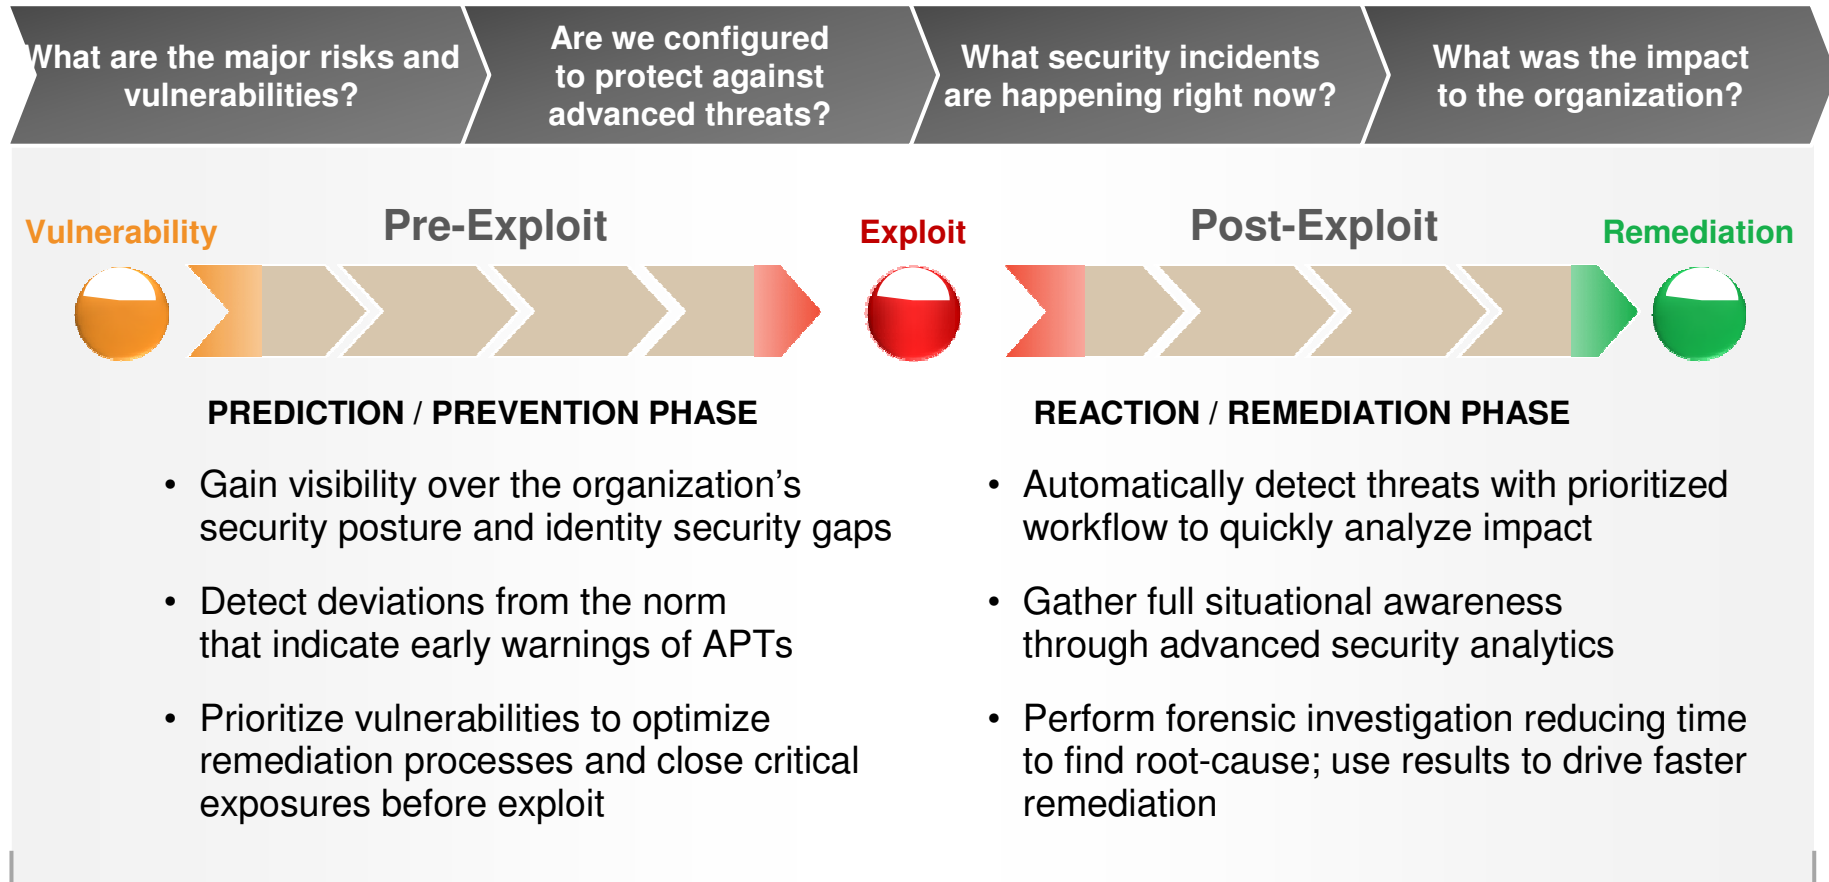 What are the major risks and
vulnerabilities?
Are we configured
to protect against
advanced threats?
What security incidents
are happening right now?
What was the impact
to the organization?
Vulnerability
Pre-Exploit
Exploit
Post-Exploit
Remediation
PREDICTION / PREVENTION PHASE
• Gain visibility over the organization’s
security posture and identity security gaps
• Detect deviations from the norm
that indicate early warnings of APTs
• Prioritize vulnerabilities to optimize
remediation processes and close critical
exposures before exploit
REACTION / REMEDIATION PHASE
• Automatically detect threats with prioritized
workflow to quickly analyze impact
• Gather full situational awareness
through advanced security analytics
• Perform forensic investigation reducing time
to find root-cause; use results to drive faster
remediation